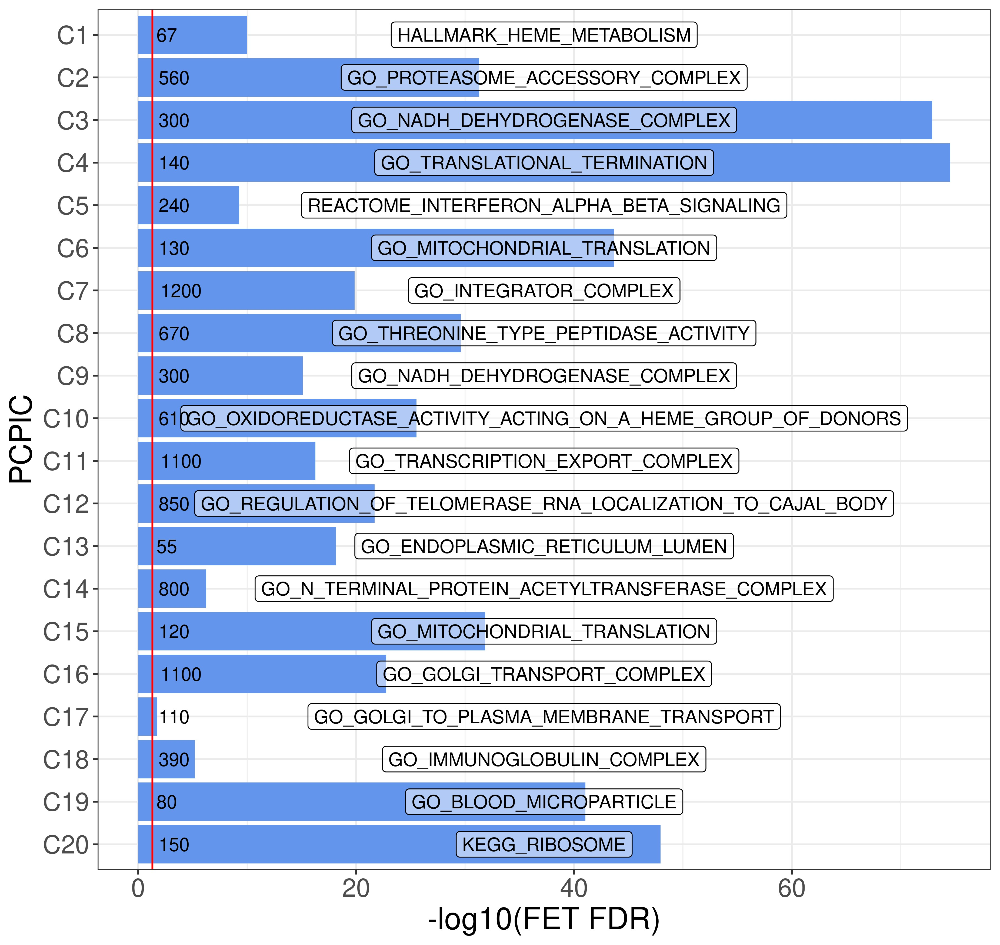 C1 67 HALLMARK_HEME_METABOLISM
C2 560 GO_PROTEASOME_ACCESSORY_COMPLEX
C3 300 GO_NADH_DEHYDROGENASE_COMPLEX
C4 140 GO_TRANSLATIONAL_TERMINATION
C5 240 REACTOME_INTERFERON_ALPHA_BETA_SIGNALING
C6 130 GO_MITOCHONDRIAL_TRANSLATION
C7 1200 GO_INTEGRATOR_COMPLEX
C8 670 GO_THREONINE_TYPE_PEPTIDASE_ACTIVITY
C9 300 GO_NADH_DEHYDROGENASE_COMPLEX
C10 610 GO_OXIDOREDUCTASE_ACTIVITY_ACTING_ON_A_HEME_GROUP_OF_DONORS
C11 1100 GO_TRANSCRIPTION_EXPORT_COMPLEX
C12 850 GO_REGULATION_OF_TELOMERASE_RNA_LOCALIZATION_TO_CAJAL_BODY
C13 55 GO_ENDOPLASMIC_RETICULUM_LUMEN
C14 800 GO_N_TERMINAL_PROTEIN_ACETYLTRANSFERASE_COMPLEX
C15 120 GO_MITOCHONDRIAL_TRANSLATION
C16 1100 GO_GOLGI_TRANSPORT_COMPLEX
C17 110 GO_GOLGI_TO_PLASMA_MEMBRANE_TRANSPORT
C18 390 GO_IMMUNOGLOBULIN_COMPLEX
C19 80 GO_BLOOD_MICROPARTICLE
C20 150 KEGG_RIBOSOME
PCPIC
0 20 40 60
-log10(FET FDR)